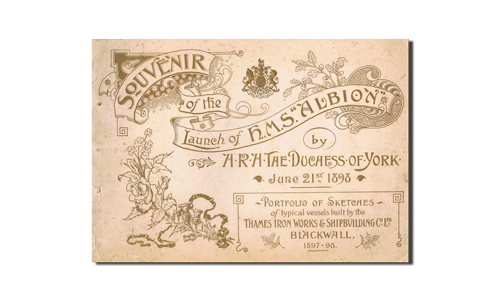 SOUVENIR
of the
Launch of H.M.S. "ALBION"
by
H.R.H. THE DUCHESS OF YORK
June 21ST 1898
PORTFOLIO OF SKETCHES
of typical vessels built by the
THAMES IRON WORKS & SHIPBUILDING Co. LD
BLACKWALL.
1897-98.